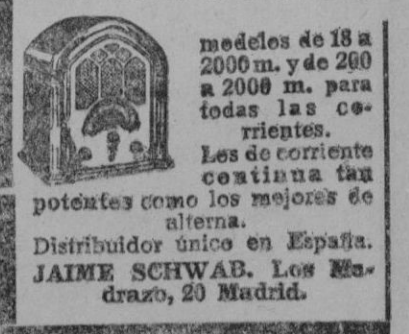 modelos de 18 a
2000 m. y de 200
a 2000 m. para
todas las co-
rrientes.
Los de corriente
continua tan
potentes como los mejores de
alterna.
Distribuidor único en España.
JAIME SCHWAB. Los Ma-
drazo, 20 Madrid.